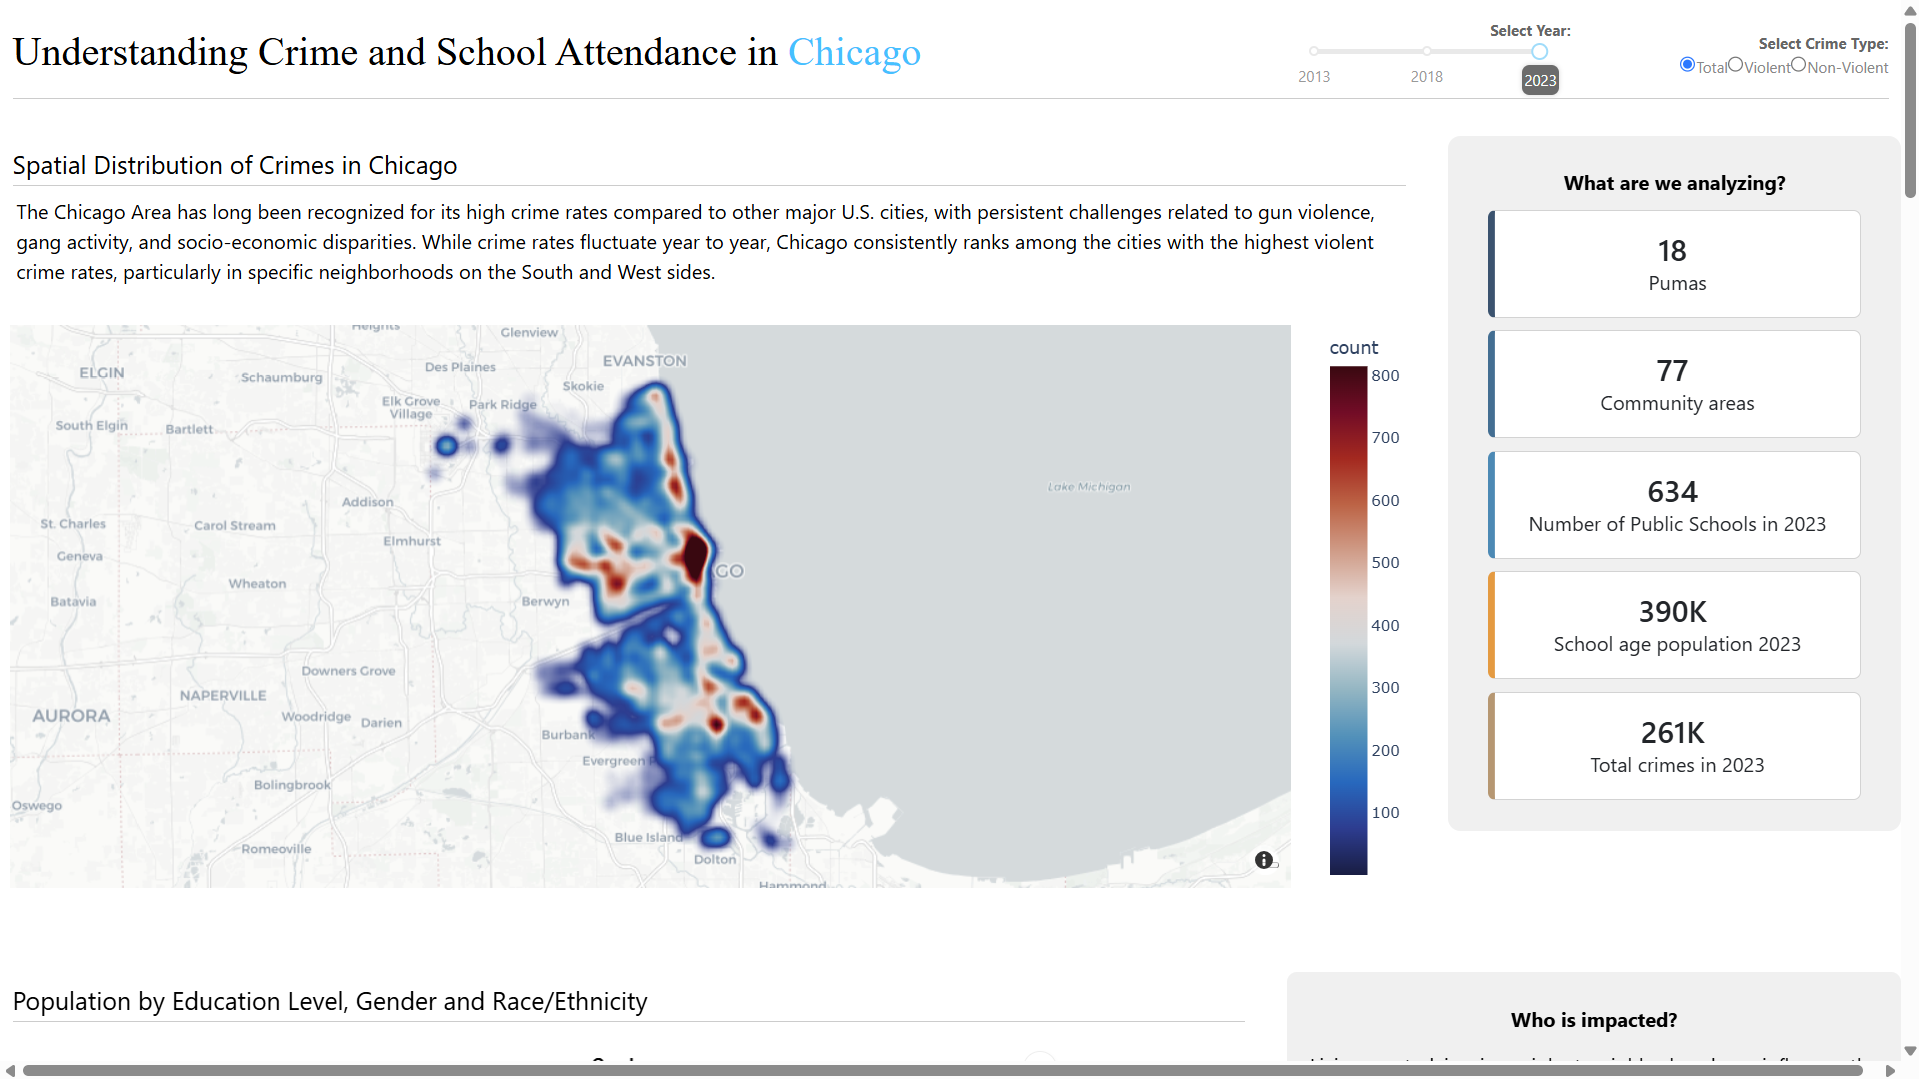 Understanding Crime and School Attendance in Chicago
Select Year:
2013
2018
2023
Select Crime Type:
Total Violent Non-Violent
Spatial Distribution of Crimes in Chicago
The Chicago Area has long been recognized for its high crime rates compared to other major U.S. cities, with persistent challenges related to gun violence,
gang activity, and socio-economic disparities. While crime rates fluctuate year to year, Chicago consistently ranks among the cities with the highest violent
crime rates, particularly in specific neighborhoods on the South and West sides.
What are we analyzing?
18
Pumas
77
Community areas
634
Number of Public Schools in 2023
390K
School age population 2023
261K
Total crimes in 2023
Heights
Glenview
EVANSTON
Des Plaines
ELGIN
Schaumburg
Skokie
Elk Grove
Village
Park Ridge
South Elgin
Bartlett
Lake Michigan
Addison
St. Charles
Carol Stream
Elmhurst
Geneva
GO
Wheaton
Batavia
Berwyn
Downers Grove
NAPERVILLE
AURORA
Woodridge
Darien
Burbank
Evergreen P
Bolingbrook
Oswego
Blue Island
Romeoville
Dolton
Hammond
count
800
700
600
500
400
300
200
100
Population by Education Level, Gender and Race/Ethnicity
Who is impacted?